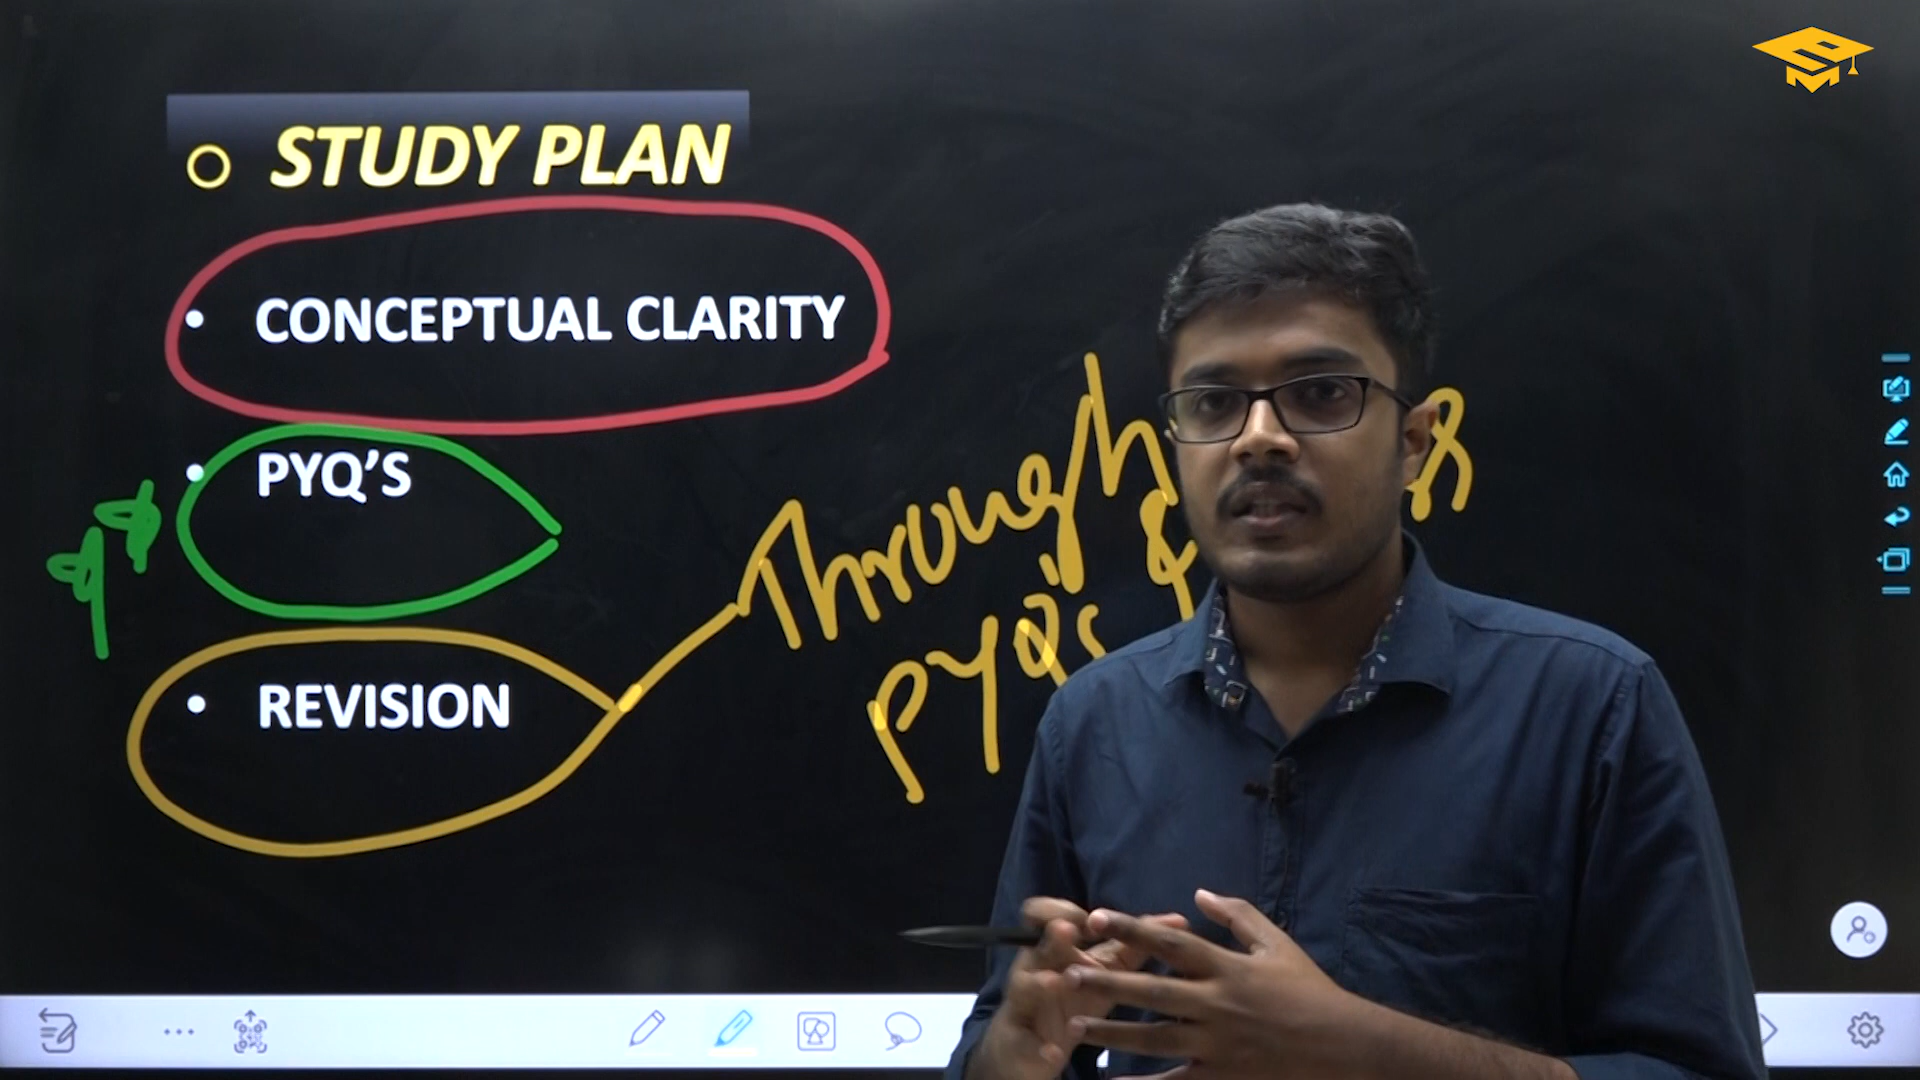 STUDY PLAN
• CONCEPTUAL CLARITY
• PYQ'S
• REVISION
Through
PYQ's &